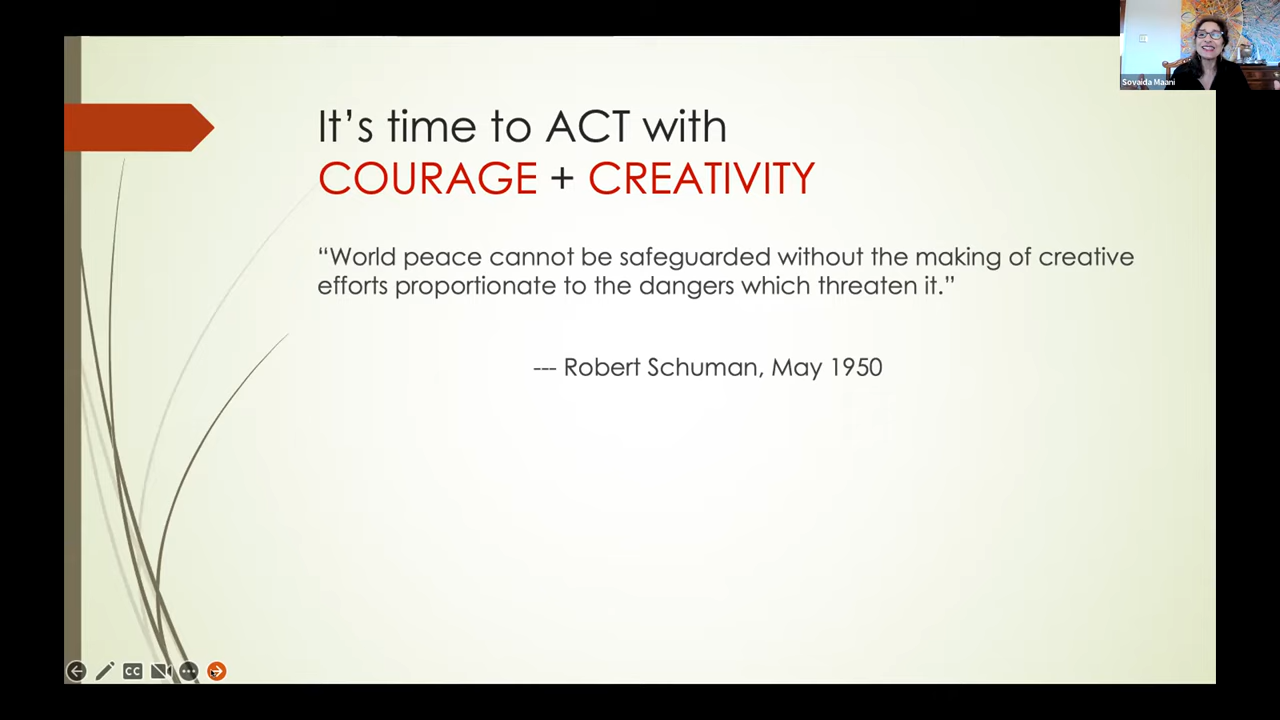 Sovaida Maani
It’s time to ACT with
COURAGE + CREATIVITY
“World peace cannot be safeguarded without the making of creative
efforts proportionate to the dangers which threaten it.”
--- Robert Schuman, May 1950
CC